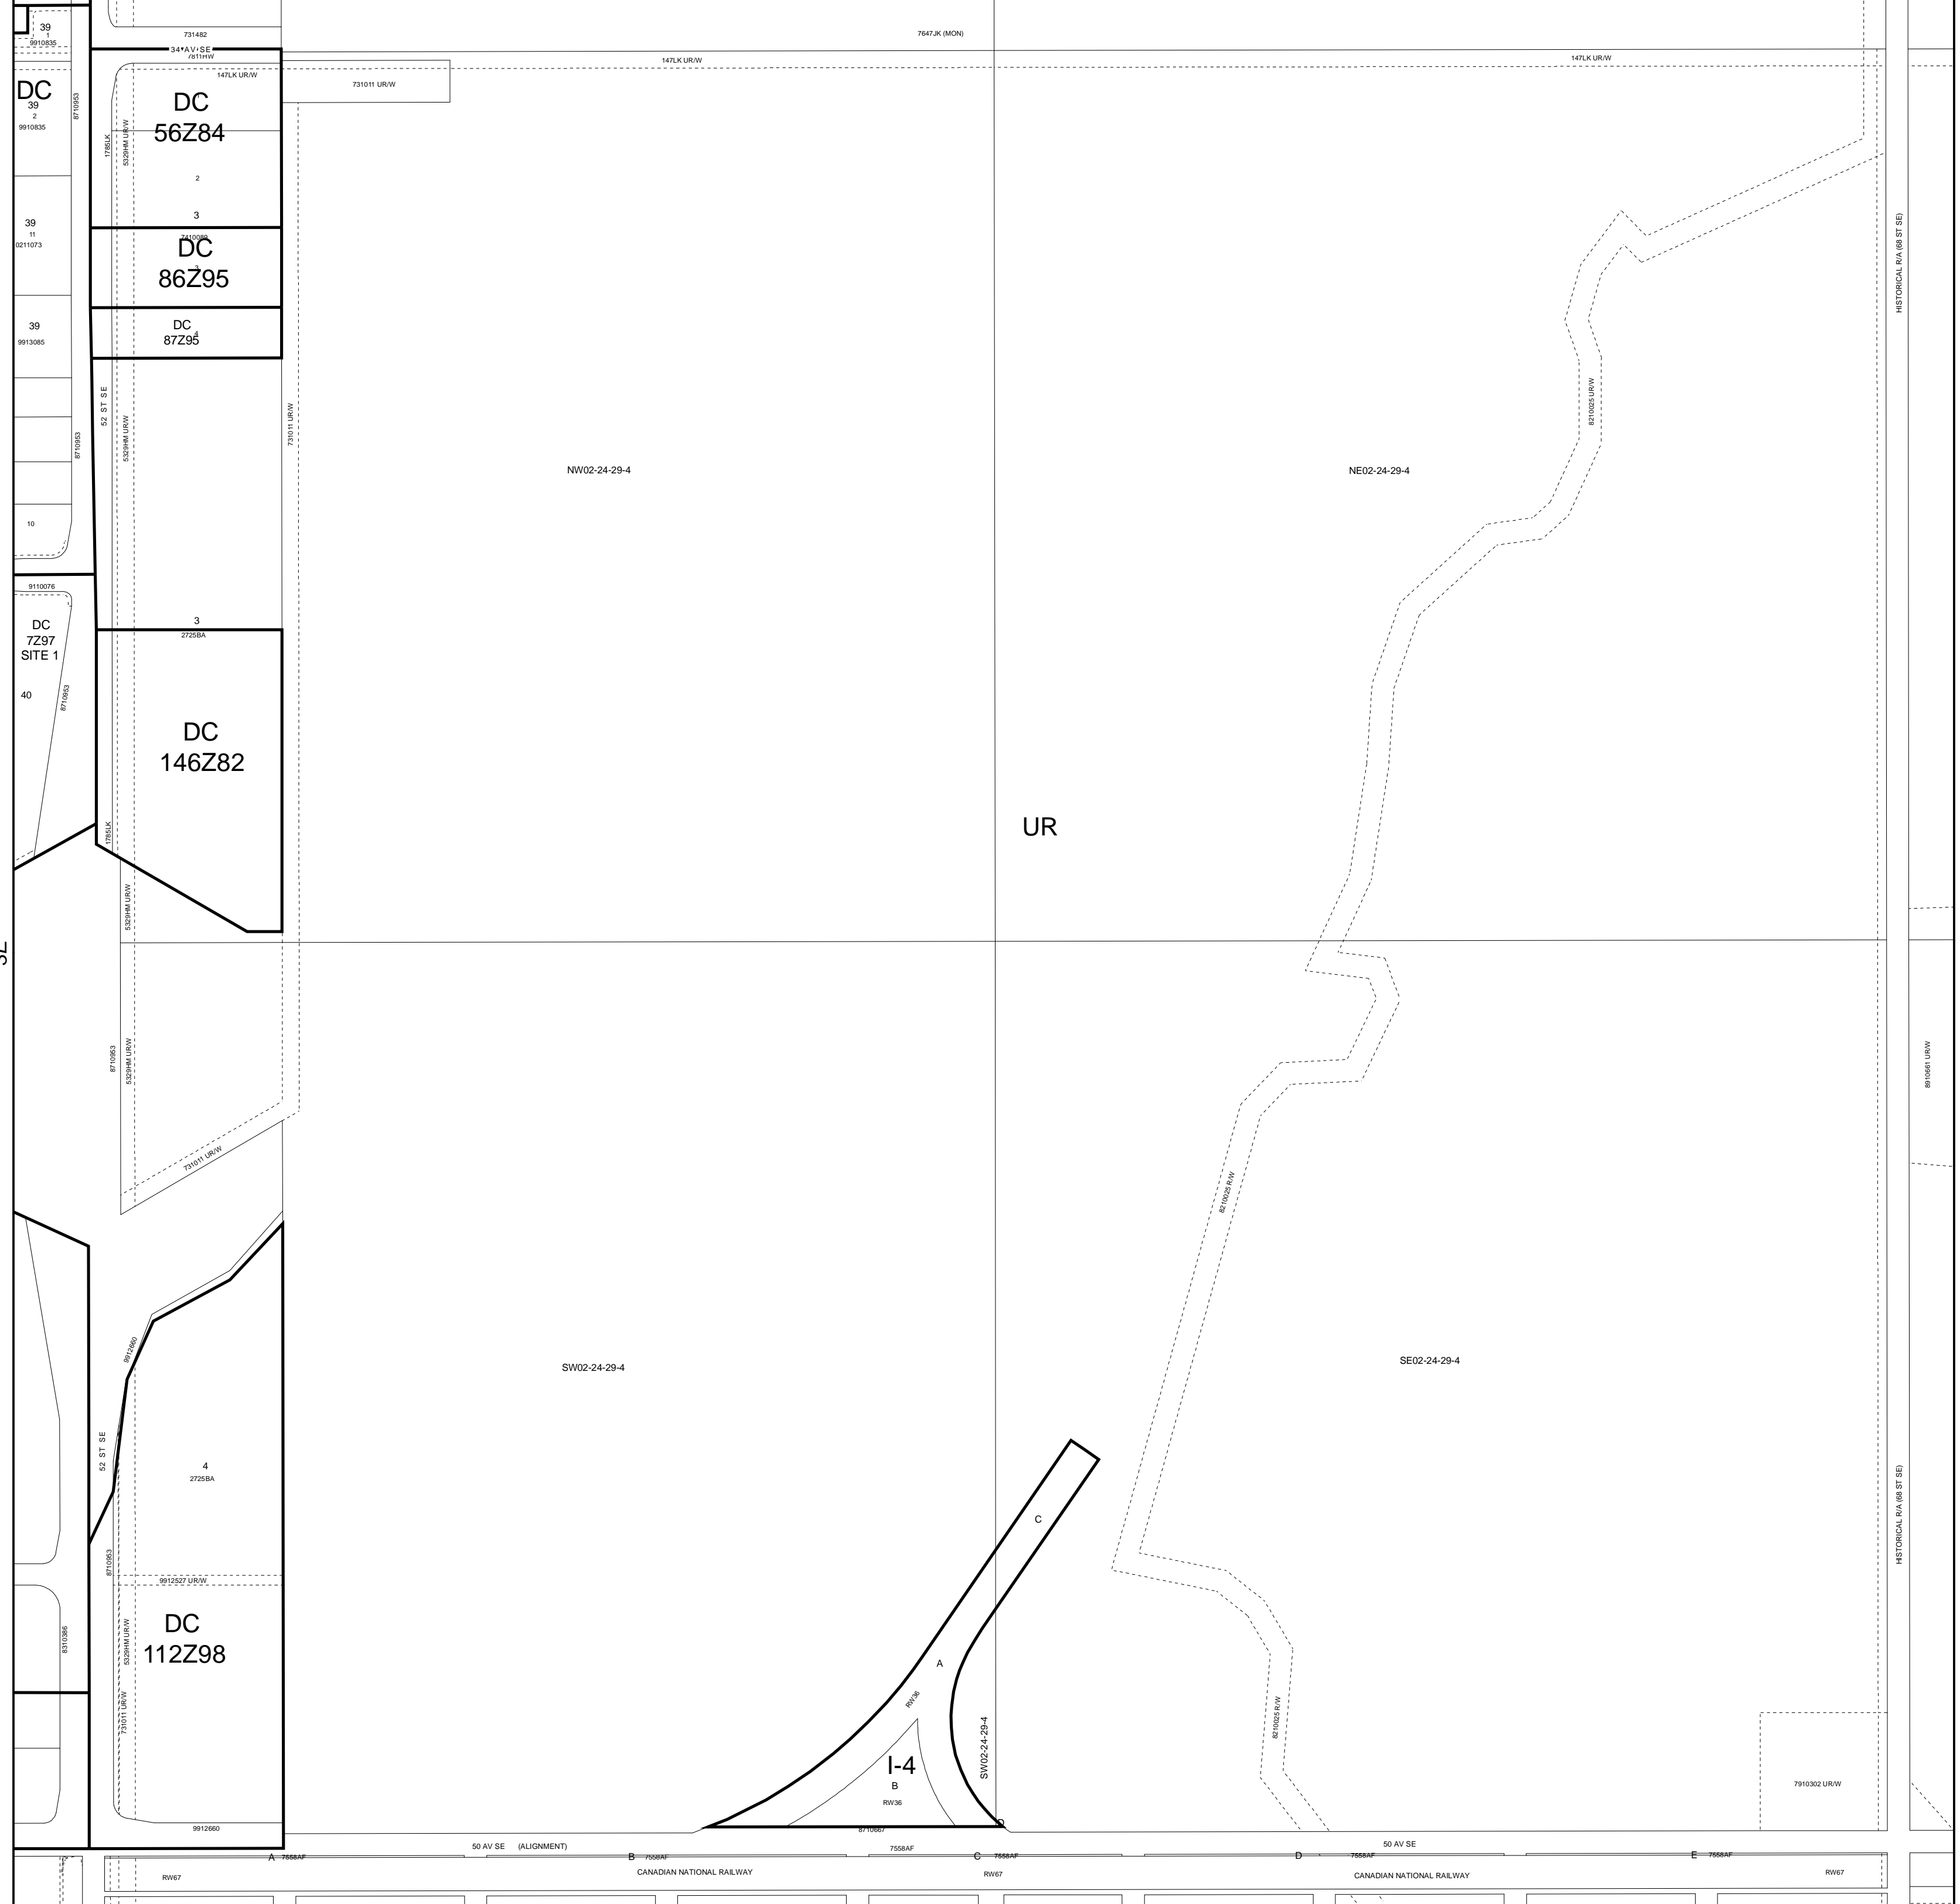 39
1
9910835
731482
34 AV SE
7811HW
7647JK (MON)
147LK UR/W
147LK UR/W
147LK UR/W
731011 UR/W
DC
39
2
9910835
8710953
1785LK
5329HM UR/W
DC
56Z84
2
3
7410089
DC
86Z95
3
39
11
0211073
HISTORICAL R/A (68 ST SE)
39
9913085
DC
4
87Z95
52 ST SE
8710953
5329HM UR/W
731011 UR/W
8210025 UR/W
NW02-24-29-4
NE02-24-29-4
10
9110076
DC
7Z97
SITE 1
40
8710953
3
2725BA
DC
146Z82
1785LK
UR
5329HM UR/W
SE
8710953
5329HM UR/W
8910661 UR/W
731011 UR/W
8210025 R/W
9912660
SW02-24-29-4
SE02-24-29-4
52 ST SE
4
2725BA
HISTORICAL R/A (68 ST SE)
C
8710953
9912527 UR/W
DC
112Z98
8310386
5329HM UR/W
731011 UR/W
A
RW36
I-4
B
RW36
SW02-24-29-4
8210025 R/W
7910302 UR/W
D
9912660
8710667
50 AV SE (ALIGNMENT)
7558AF
50 AV SE
A 7558AF
B 7558AF
C 7558AF
D 7558AF
E 7558AF
RW67
CANADIAN NATIONAL RAILWAY
RW67
CANADIAN NATIONAL RAILWAY
RW67